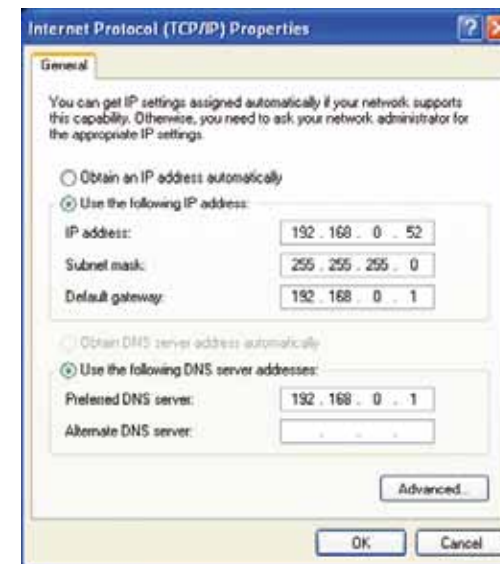 Internet Protocol (TCP/IP) Properties
General
You can get IP settings assigned automatically if your network supports
this capability. Otherwise, you need to ask your network administrator for
the appropriate IP settings.
Obtain an IP address automatically
Use the following IP address:
IP address: 192 . 168 . 0 . 52
Subnet mask: 255 . 255 . 255 . 0
Default gateway: 192 . 168 . 0 . 1
Obtain DNS server address automatically
Use the following DNS server addresses:
Preferred DNS server: 192 . 168 . 0 . 1
Alternate DNS server: . . .
Advanced...
OK Cancel